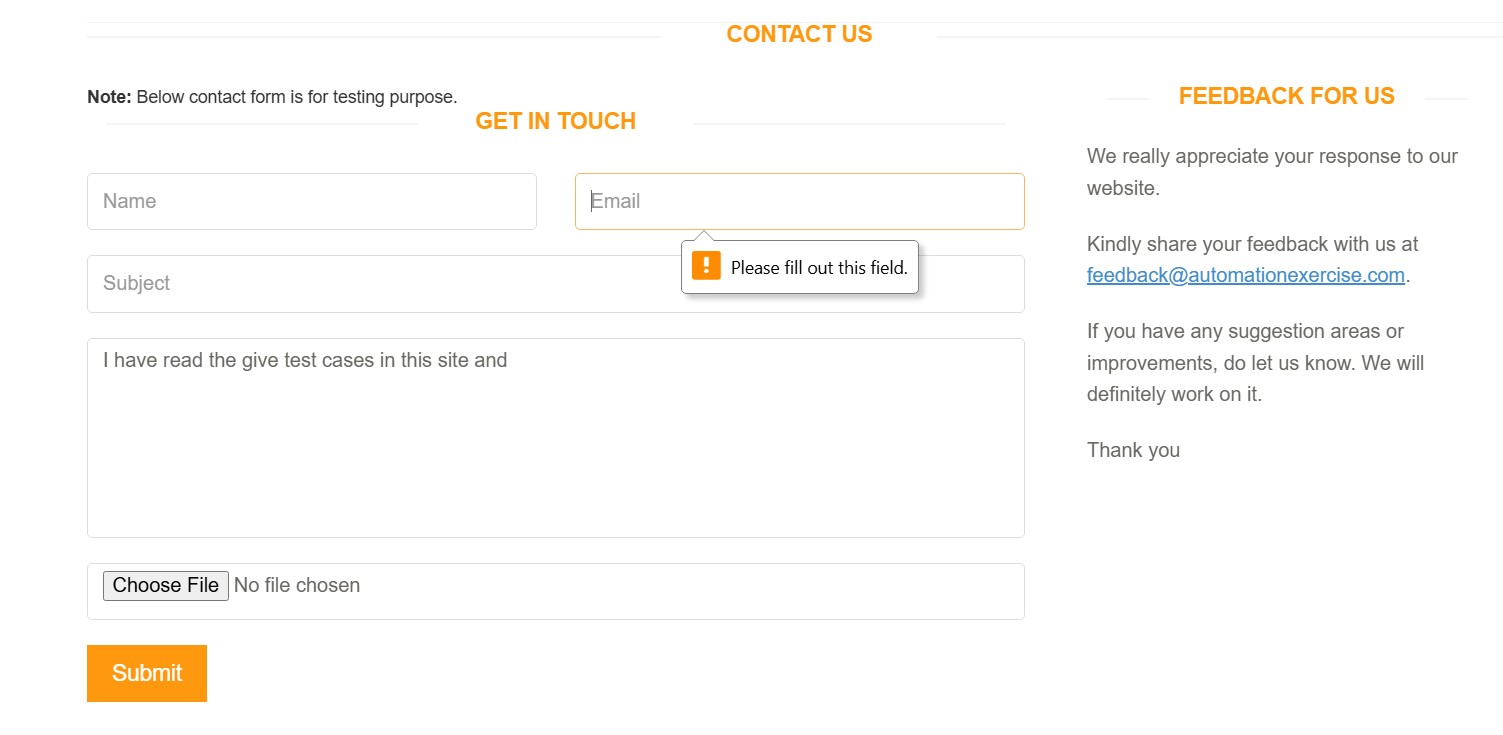 CONTACT US
Note: Below contact form is for testing purpose.
GET IN TOUCH
Name
Email
Please fill out this field.
Subject
I have read the give test cases in this site and
Choose File No file chosen
Submit
FEEDBACK FOR US
We really appreciate your response to our
website.
Kindly share your feedback with us at
feedback@automationexercise.com.
If you have any suggestion areas or
improvements, do let us know. We will
definitely work on it.
Thank you